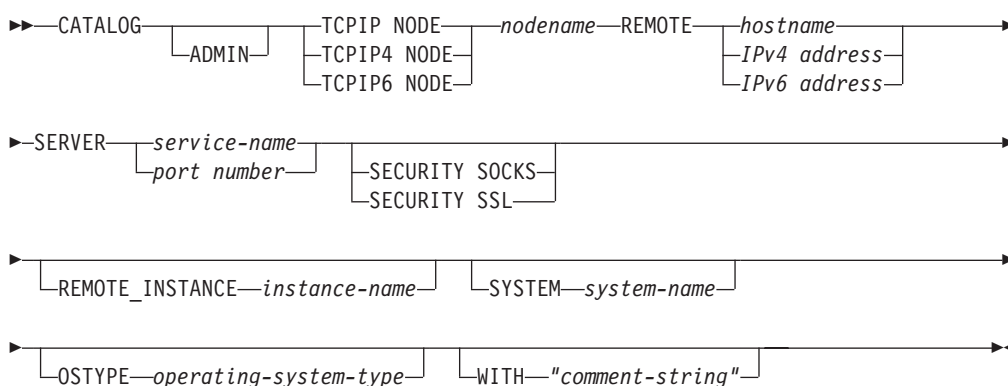 CATALOG ADMIN TCPIP NODE nodename REMOTE hostname
TCPIP4 NODE IPv4 address
TCPIP6 NODE IPv6 address
SERVER service-name
port number SECURITY SOCKS
SECURITY SSL
REMOTE_INSTANCE instance-name SYSTEM system-name
OSTYPE operating-system-type WITH "comment-string"